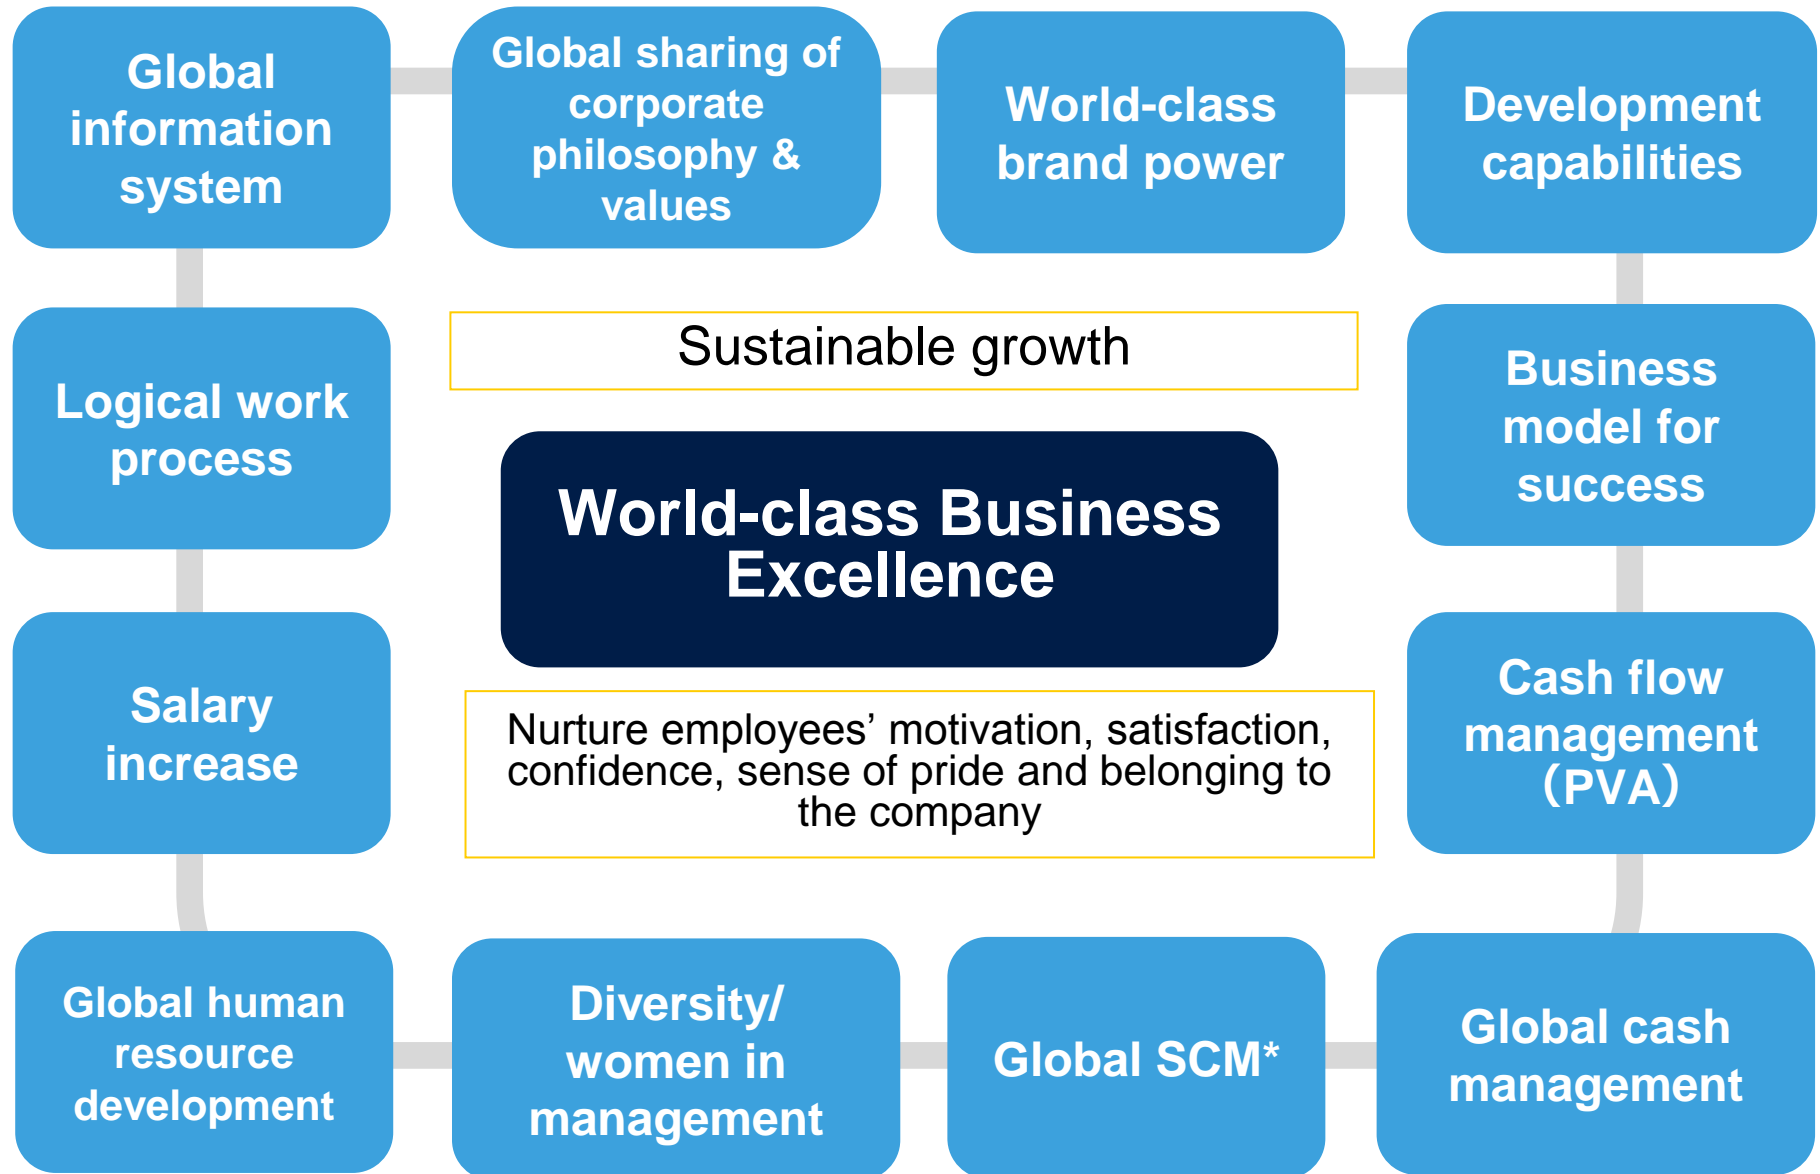 Global
information
system
Global sharing of
corporate
philosophy &
values
World-class
brand power
Development
capabilities
Sustainable growth
Logical work
process
Business
model for
success
World-class Business
Excellence
Salary
increase
Nurture employees’ motivation, satisfaction,
confidence, sense of pride and belonging to
the company
Cash flow
management
（PVA）
Global human
resource
development
Diversity/
women in
management
Global SCM*
Global cash
management